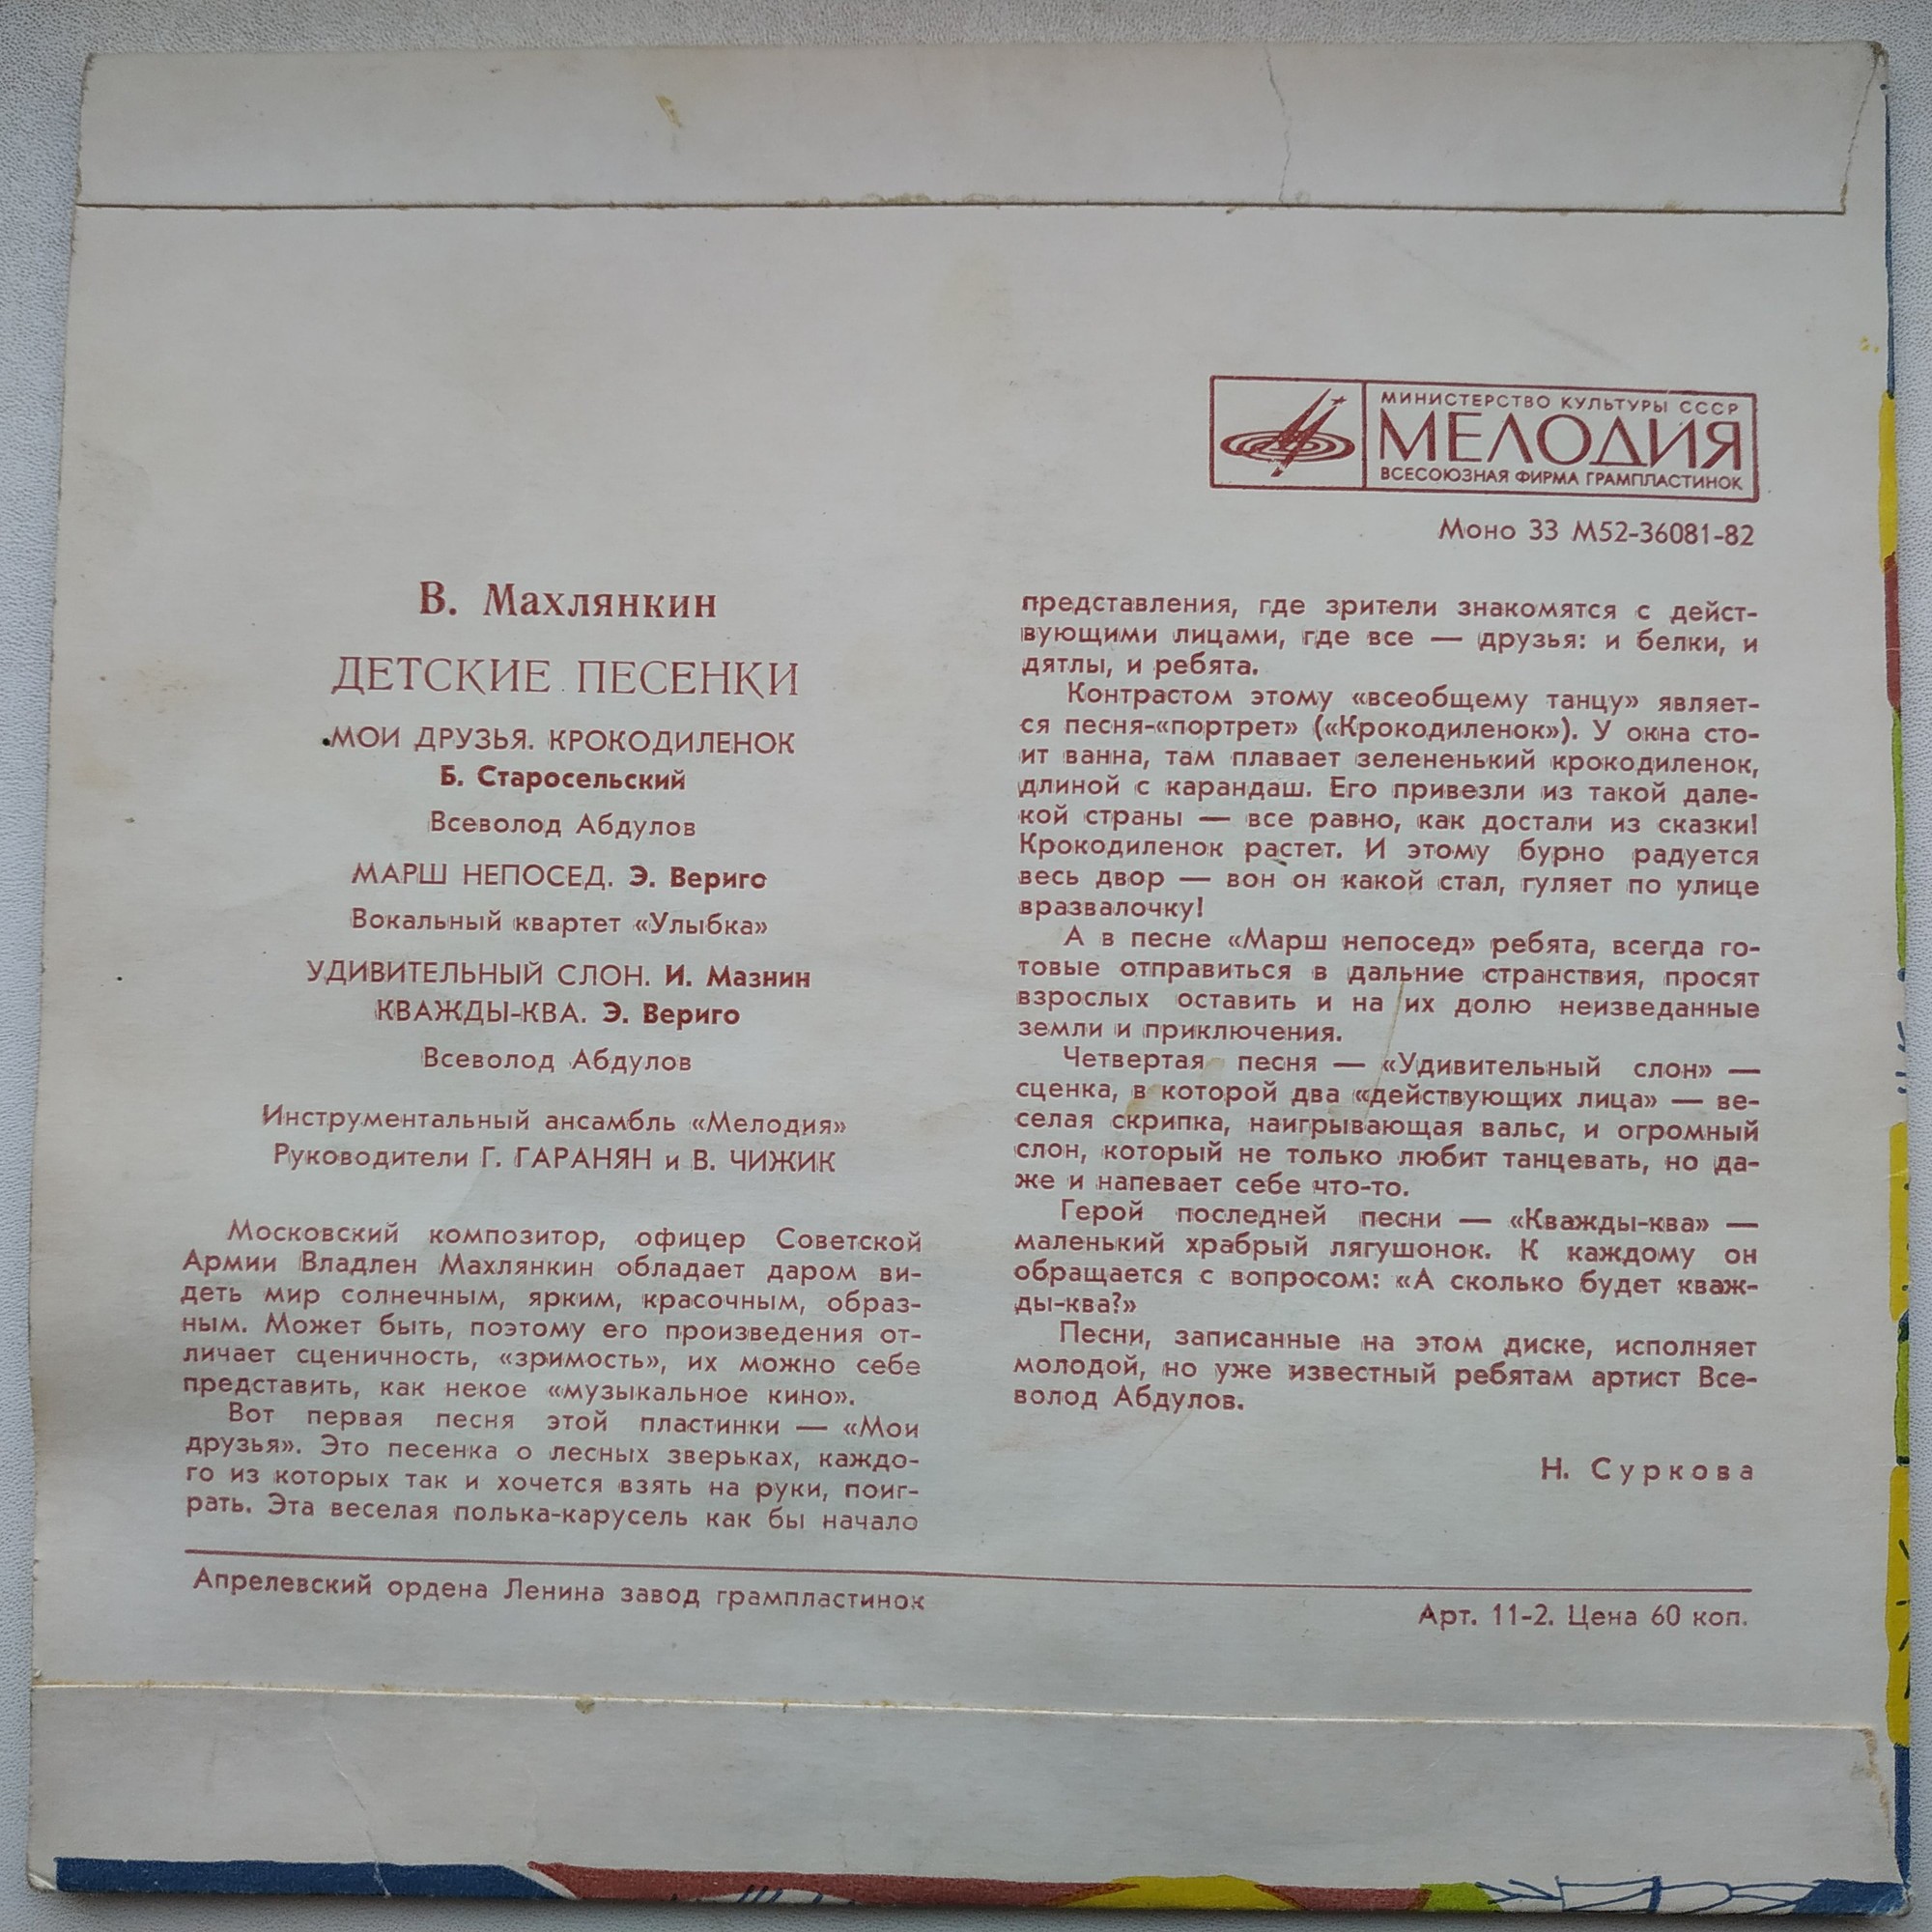 МИНИСТЕРСТВО КУЛЬТУРЫ СССР
МЕЛОДИЯ
ВСЕСОЮЗНАЯ ФИРМА ГРАМПЛАСТИНОК
Моно 33 М52-36081-82
В. Махлянкин
ДЕТСКИЕ ПЕСЕНКИ
МОИ ДРУЗЬЯ. КРОКОДИЛЕНОК
Б. Старосельский
Всеволод Абдулов
МАРШ НЕПОСЕД. Э. Вериго
Вокальный квартет «Улыбка»
УДИВИТЕЛЬНЫЙ СЛОН. И. Мазнин
КВАЖДЫ-КВА. Э. Вериго
Всеволод Абдулов
Инструментальный ансамбль «Мелодия»
Руководители Г. ГАРАНЯН и В. ЧИЖИК
Московский композитор, офицер Советской
Армии Владлен Махлянкин обладает даром ви-
деть мир солнечным, ярким, красочным, образ-
ным. Может быть, поэтому его произведения от-
личает сценичность, «зримость», их можно себе
представить, как некое «музыкальное кино».
Вот первая песня этой пластинки — «Мои
друзья». Это песенка о лесных зверьках, каждо-
го из которых так и хочется взять на руки, поиг-
рать. Эта веселая полька-карусель как бы начало
представления, где зрители знакомятся с дейст-
вующими лицами, где все — друзья: и белки, и
дятлы, и ребята.
Контрастом этому «всеобщему танцу» являет-
ся песня-«портрет» («Крокодиленок»). У окна сто-
ит ванна, там плавает зелененький крокодиленок,
длиной с карандаш. Его привезли из такой дале-
кой страны — все равно, как достали из сказки!
Крокодиленок растет. И этому бурно радуется
весь двор — вон он какой стал, гуляет по улице
вразвалочку!
А в песне «Марш непосед» ребята, всегда го-
товые отправиться в дальние странствия, просят
взрослых оставить и на их долю неизведанные
земли и приключения.
Четвертая песня — «Удивительный слон» —
сценка, в которой два «действующих лица» — ве-
селая скрипка, наигрывающая вальс, и огромный
слон, который не только любит танцевать, но да-
же и напевает себе что-то.
Герой последней песни — «Кважды-ква» —
маленький храбрый лягушонок. К каждому он
обращается с вопросом: «А сколько будет кваж-
ды-ква?»
Песни, записанные на этом диске, исполняет
молодой, но уже известный ребятам артист Все-
волод Абдулов.
Н. Суркова
Апрелевский ордена Ленина завод грампластинок
Арт. 11-2. Цена 60 коп.